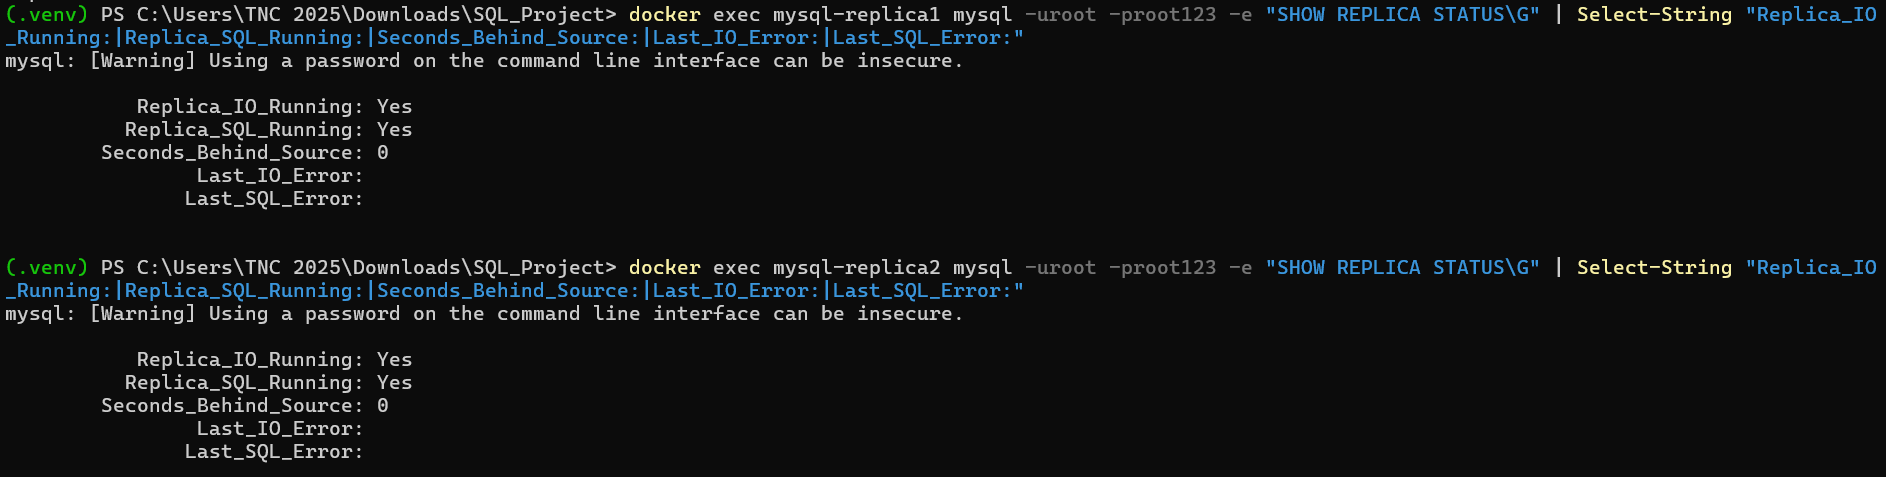 (.venv) PS C:\Users\TNC 2025\Downloads\SQL_Project> docker exec mysql-replica1 mysql -uroot -proot123 -e "SHOW REPLICA STATUS\G" | Select-String "Replica_IO
_Running:|Replica_SQL_Running:|Seconds_Behind_Source:|Last_IO_Error:|Last_SQL_Error:"
mysql: [Warning] Using a password on the command line interface can be insecure.
Replica_IO_Running: Yes
Replica_SQL_Running: Yes
Seconds_Behind_Source: 0
Last_IO_Error:
Last_SQL_Error:
(.venv) PS C:\Users\TNC 2025\Downloads\SQL_Project> docker exec mysql-replica2 mysql -uroot -proot123 -e "SHOW REPLICA STATUS\G" | Select-String "Replica_IO
_Running:|Replica_SQL_Running:|Seconds_Behind_Source:|Last_IO_Error:|Last_SQL_Error:"
mysql: [Warning] Using a password on the command line interface can be insecure.
Replica_IO_Running: Yes
Replica_SQL_Running: Yes
Seconds_Behind_Source: 0
Last_IO_Error:
Last_SQL_Error: